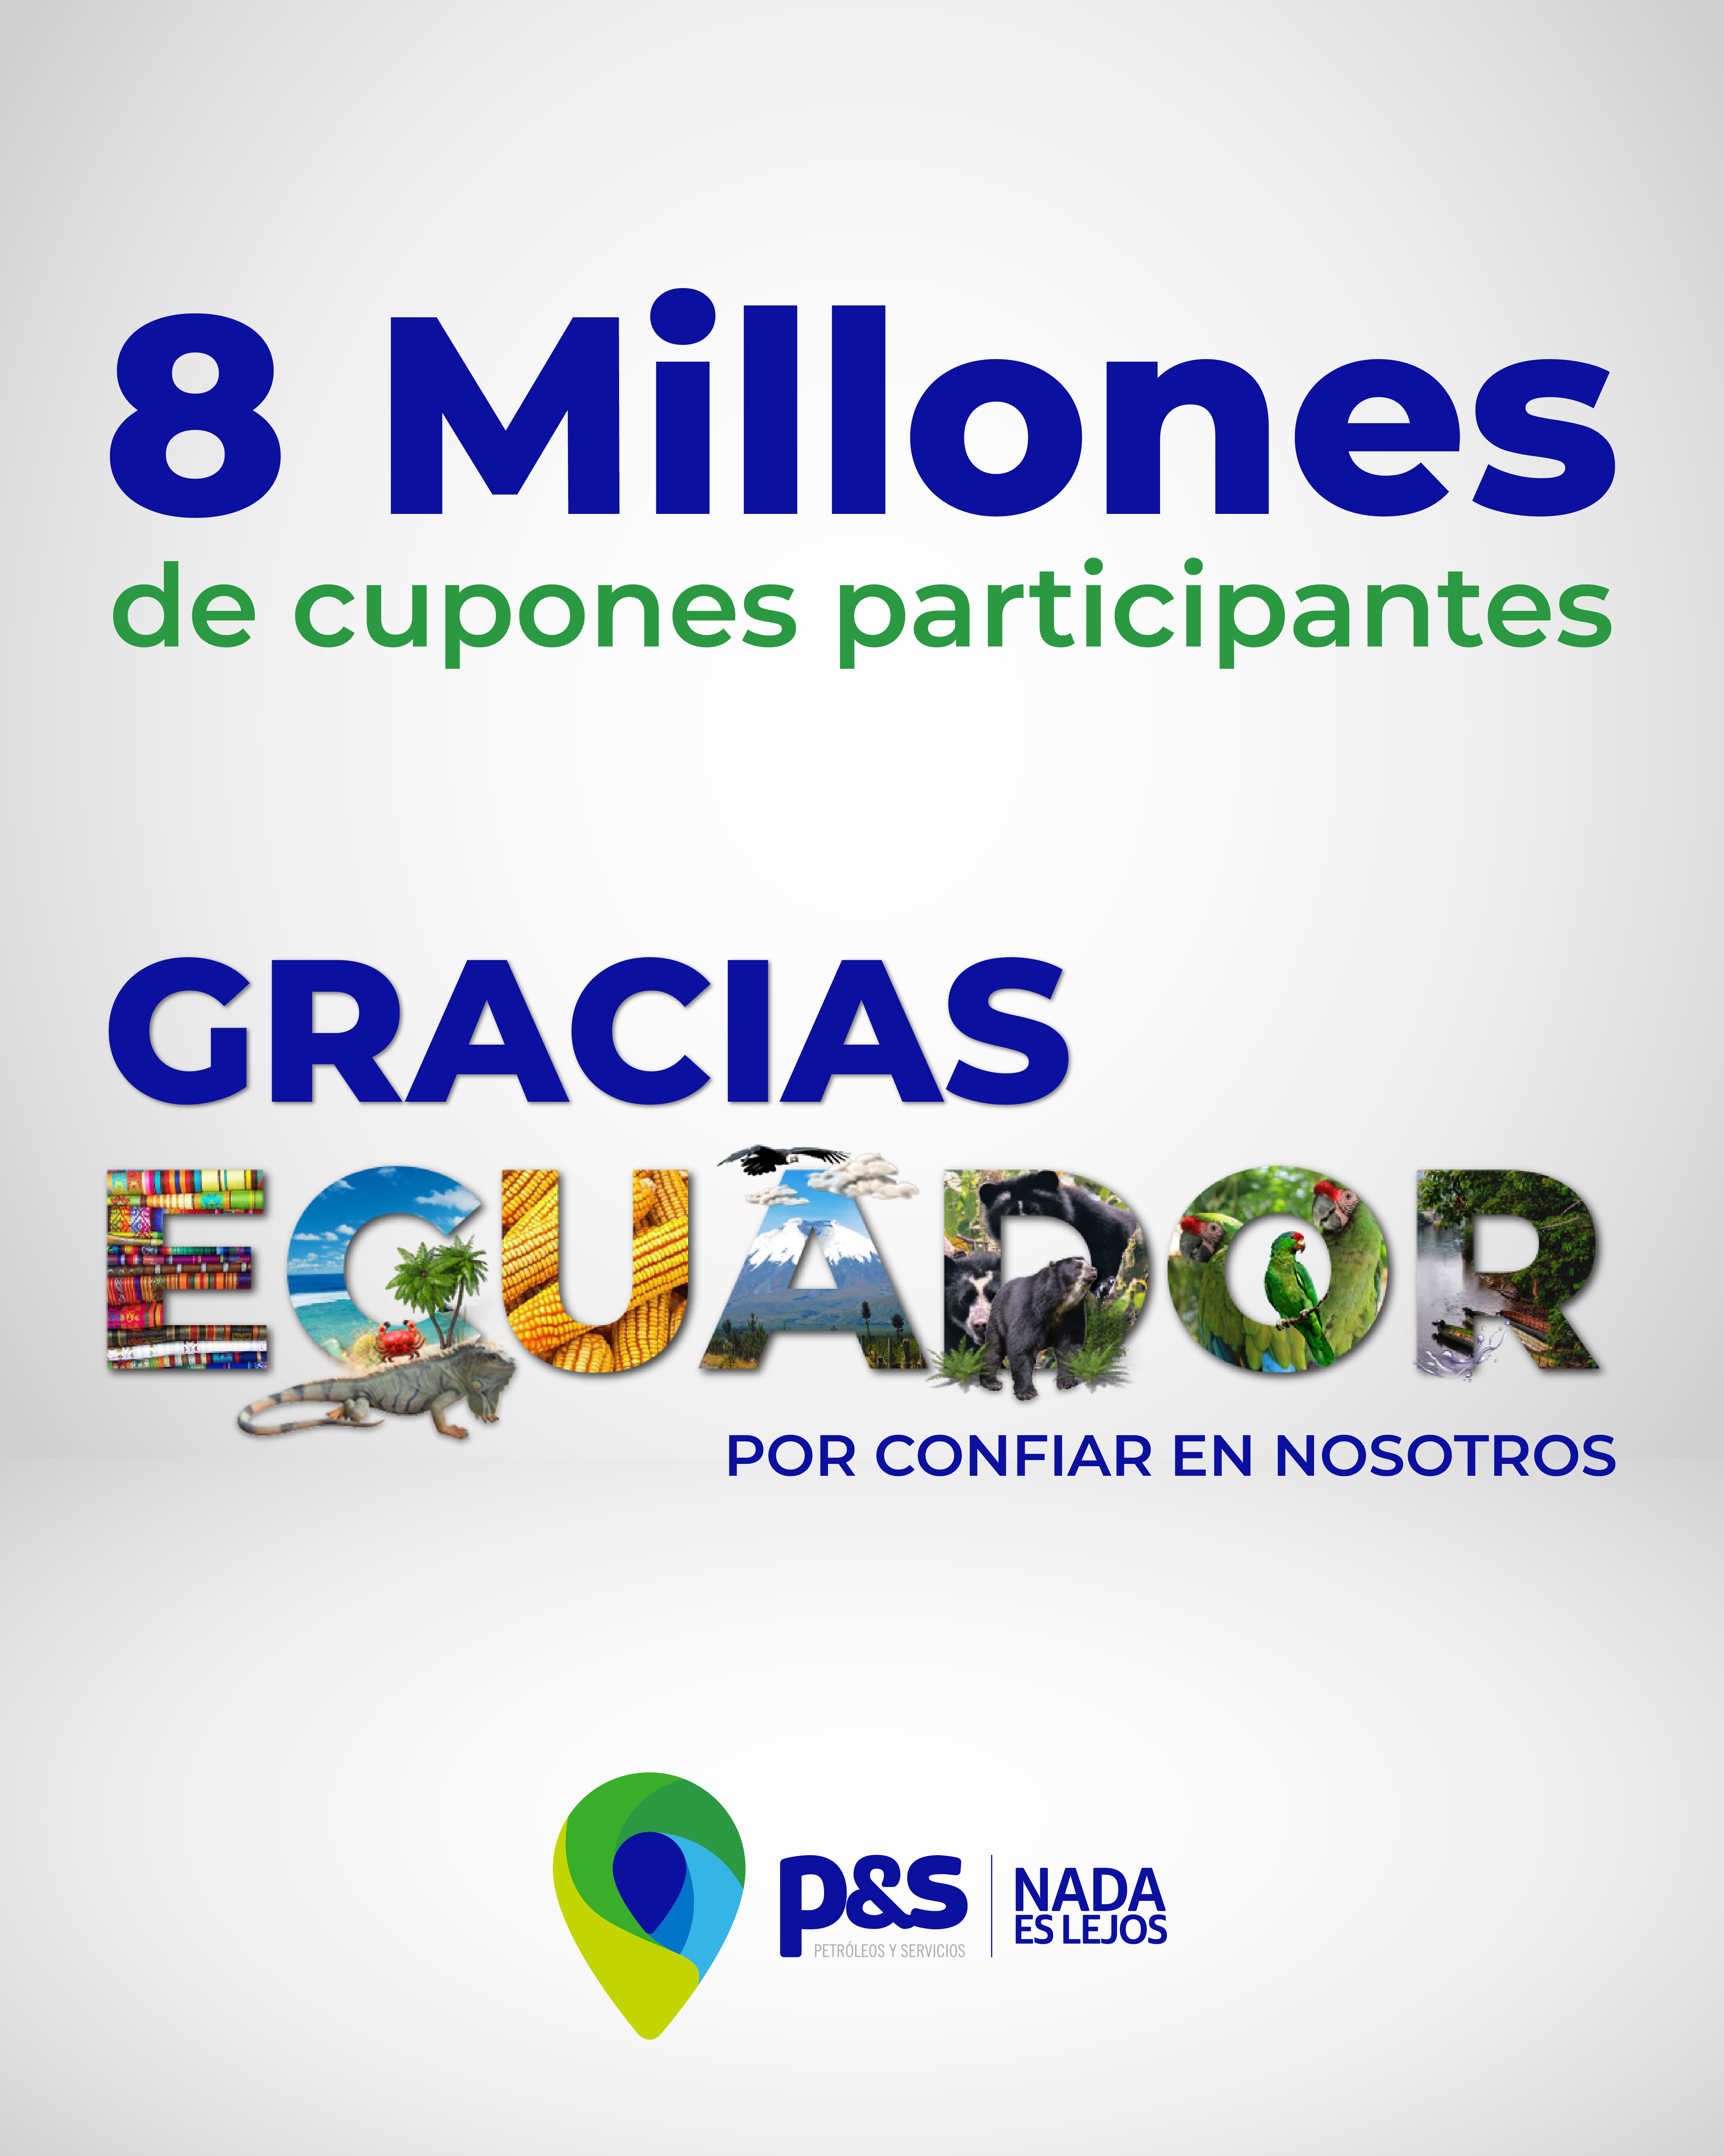 8 Millones
de cupones participantes
GRACIAS
ECUADOR
POR CONFIAR EN NOSOTROS
p&s
PETRÓLEOS Y SERVICIOS
NADA
ES LEJOS